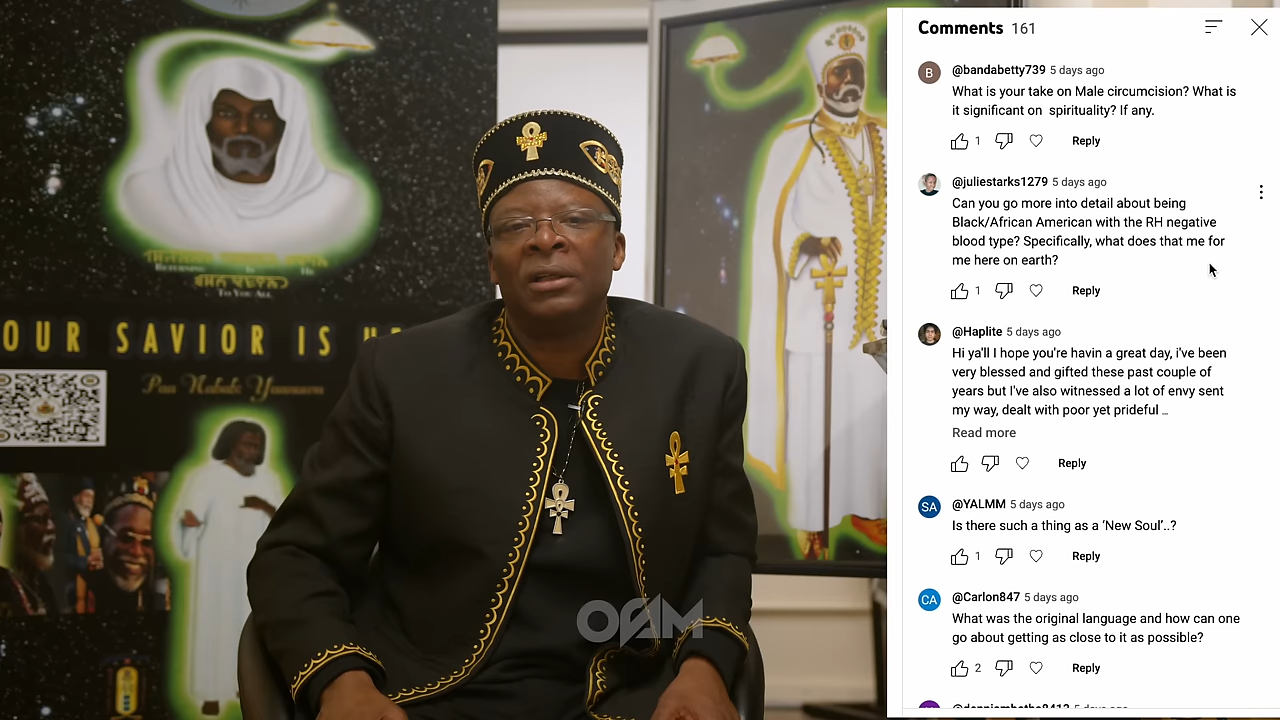 Comments 161
@bandabetty739 5 days ago
What is your take on Male circumcision? What is
it significant on spirituality? If any.
1 Reply
@juliestarks1279 5 days ago
Can you go more into detail about being
Black/African American with the RH negative
blood type? Specifically, what does that me for
me here on earth?
1 Reply
@Haplite 5 days ago
Hi ya'll I hope you're havin a great day, i've been
very blessed and gifted these past couple of
years but I've also witnessed a lot of envy sent
my way, dealt with poor yet prideful ...
Read more
Reply
@YALMM 5 days ago
Is there such a thing as a ‘New Soul’..?
1 Reply
@Carlon847 5 days ago
What was the original language and how can one
go about getting as close to it as possible?
2 Reply
B
SA
CA
To You All
OUR SAVIOR IS